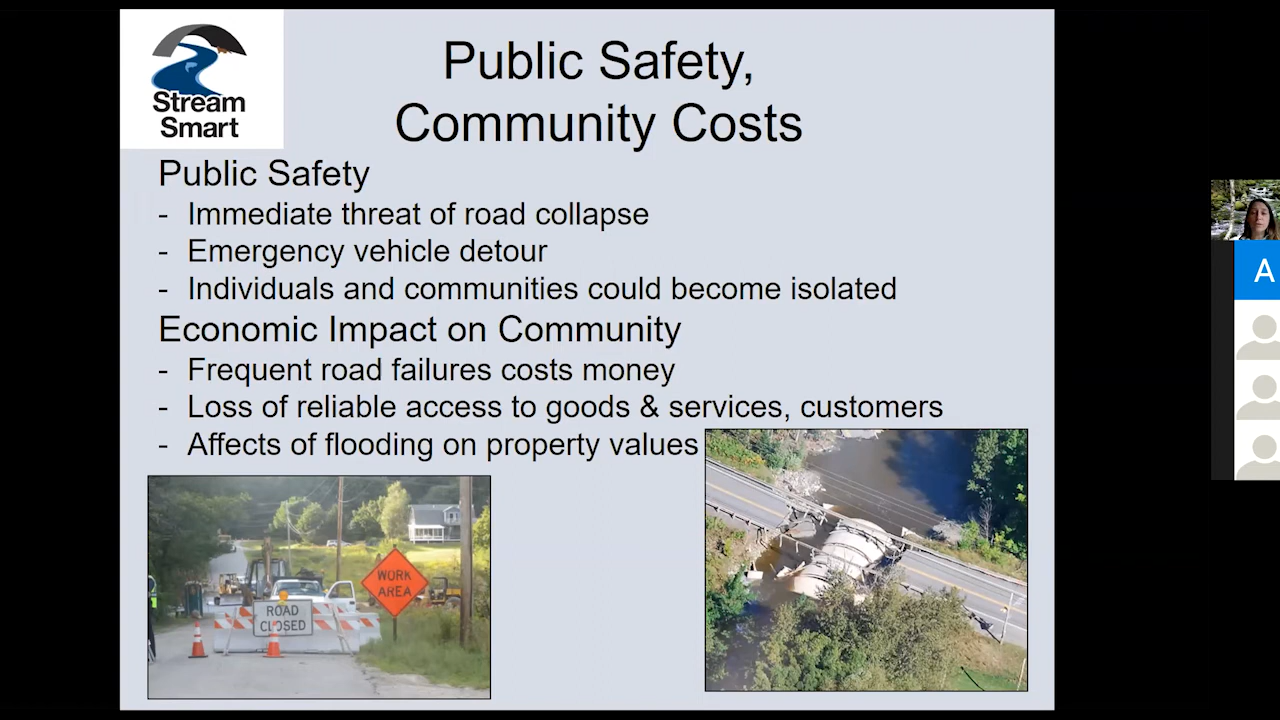 Stream
Smart
Public Safety,
Community Costs
Public Safety
- Immediate threat of road collapse
- Emergency vehicle detour
- Individuals and communities could become isolated
Economic Impact on Community
- Frequent road failures costs money
- Loss of reliable access to goods & services, customers
- Affects of flooding on property values
WORK
AREA
ROAD
CLOSED
A